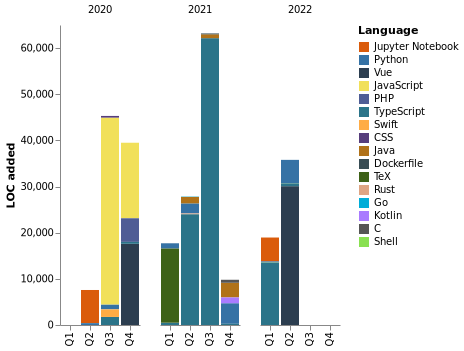 2020 2021 2022
LOC added
60,000
50,000
40,000
30,000
20,000
10,000
0
Q1 Q2 Q3 Q4 Q1 Q2 Q3 Q4 Q1 Q2 Q3 Q4
Language
Jupyter Notebook
Python
Vue
JavaScript
PHP
TypeScript
Swift
CSS
Java
Dockerfile
TeX
Rust
Go
Kotlin
C
Shell